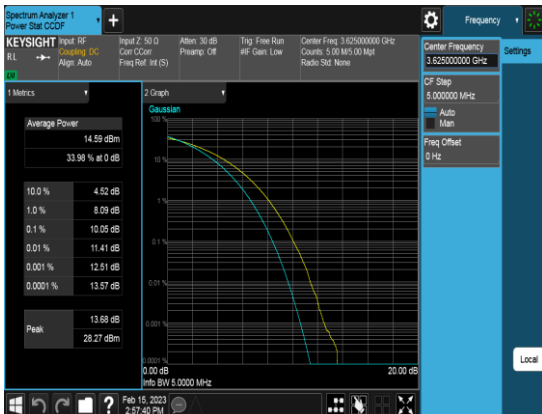 Spectrum Analyzer 1
Power Stat CCDF
+
Frequency
KEYSIGHT
Input: RF
Input Z: 50 Ω
Atten: 30 dB
Trig: Free Run
Center Freq: 3.625000000 GHz
RL
Coupling: DC
Corr CCorr
Preamp: Off
#IF Gain: Low
Counts: 5.00 M/5.00 Mpt
Align: Auto
Freq Ref: Int (S)
Radio Std: None
Center Frequency
3.625000000 GHz
Settings
CF Step
5.000000 MHz
Auto
Man
Freq Offset
0 Hz
1 Metrics
2 Graph
Gaussian
Average Power
14.59 dBm
33.98 % at 0 dB
10.0 % 4.52 dB
1.0 % 8.09 dB
0.1 % 10.05 dB
0.01 % 11.41 dB
0.001 % 12.51 dB
0.0001 % 13.57 dB
Peak
13.68 dB
28.27 dBm
100 %
10 %
1 %
0.1 %
0.01 %
0.001 %
0.0001 %
0.00 dB
20.00 dB
Info BW 5.0000 MHz
Local
?
Feb 15, 2023
2:57:40 PM